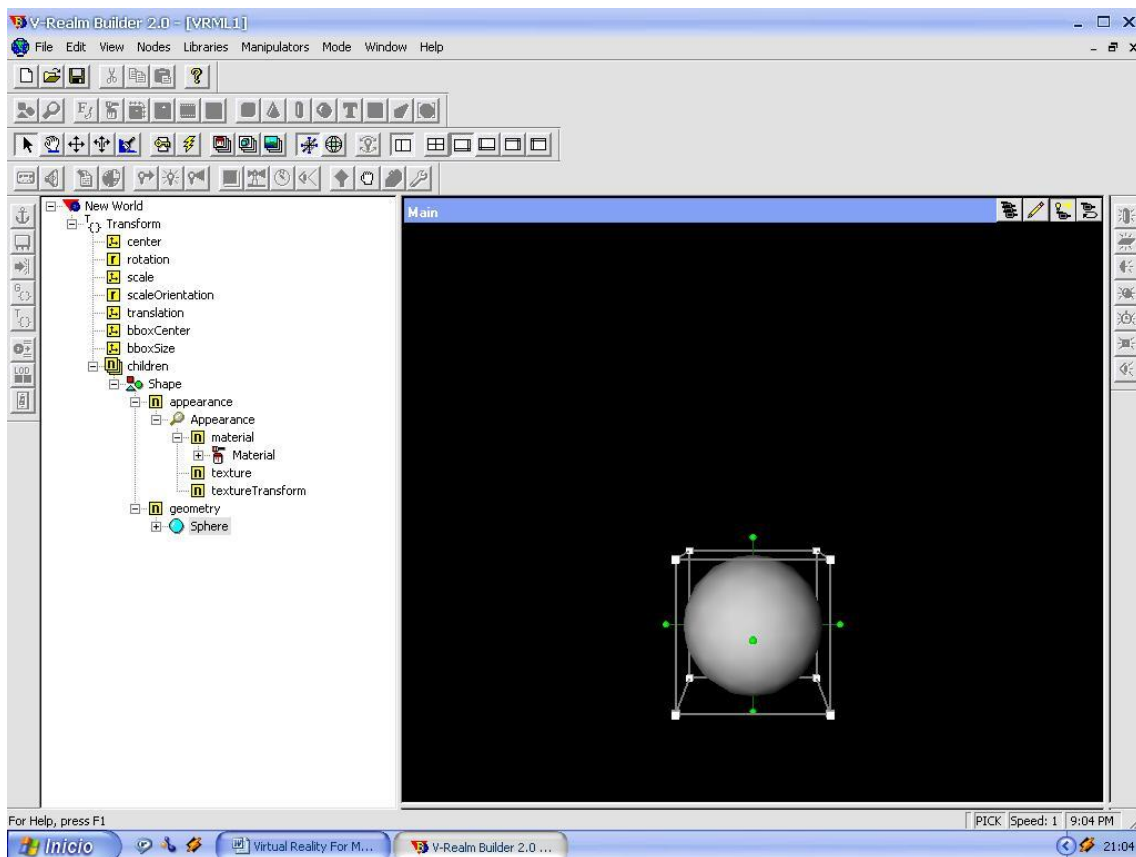 V-Realm Builder 2.0 - [VRML1]
File Edit View Nodes Libraries Manipulators Mode Window Help
New World
Transform
center
rotation
scale
scaleOrientation
translation
bboxCenter
bboxSize
children
Shape
appearance
Appearance
material
Material
texture
textureTransform
geometry
Sphere
Main
LOD
For Help, press F1
PICK Speed: 1 9:04 PM
Inicio
Virtual Reality For M...
V-Realm Builder 2.0 ...
21:04